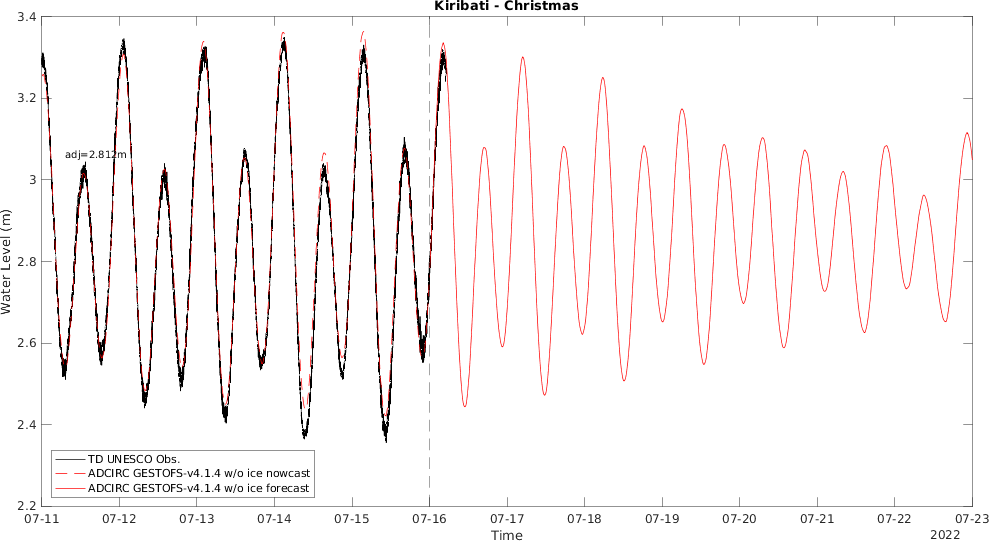 Kiribati - Christmas
3.4
3.2
3
2.8
2.6
2.4
2.2
Water Level (m)
adj=2.812m
TD UNESCO Obs.
ADCIRC GESTOFS-v4.1.4 w/o ice nowcast
ADCIRC GESTOFS-v4.1.4 w/o ice forecast
07-11 07-12 07-13 07-14 07-15 07-16 07-17 07-18 07-19 07-20 07-21 07-22 07-23
Time
2022